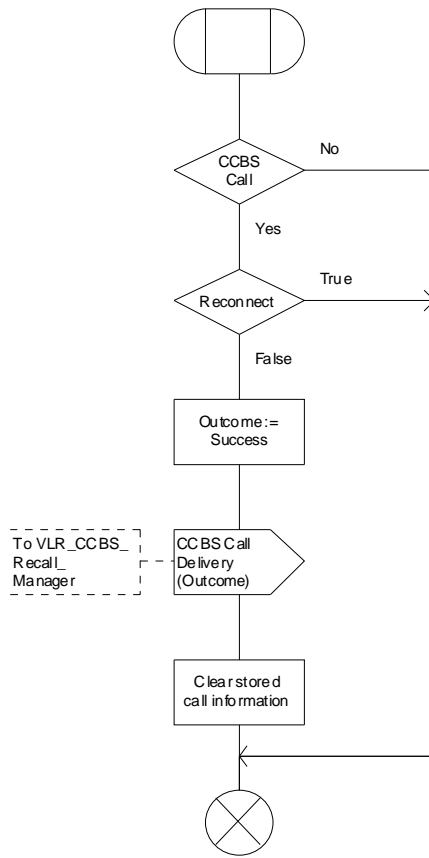 CCBS
Call
No
Yes
Reconnect
True
False
Outcome:=
Success
To VLR_CCBS_
Recall_
Manager
CCBS Call
Delivery
(Outcome)
Clear stored
call information